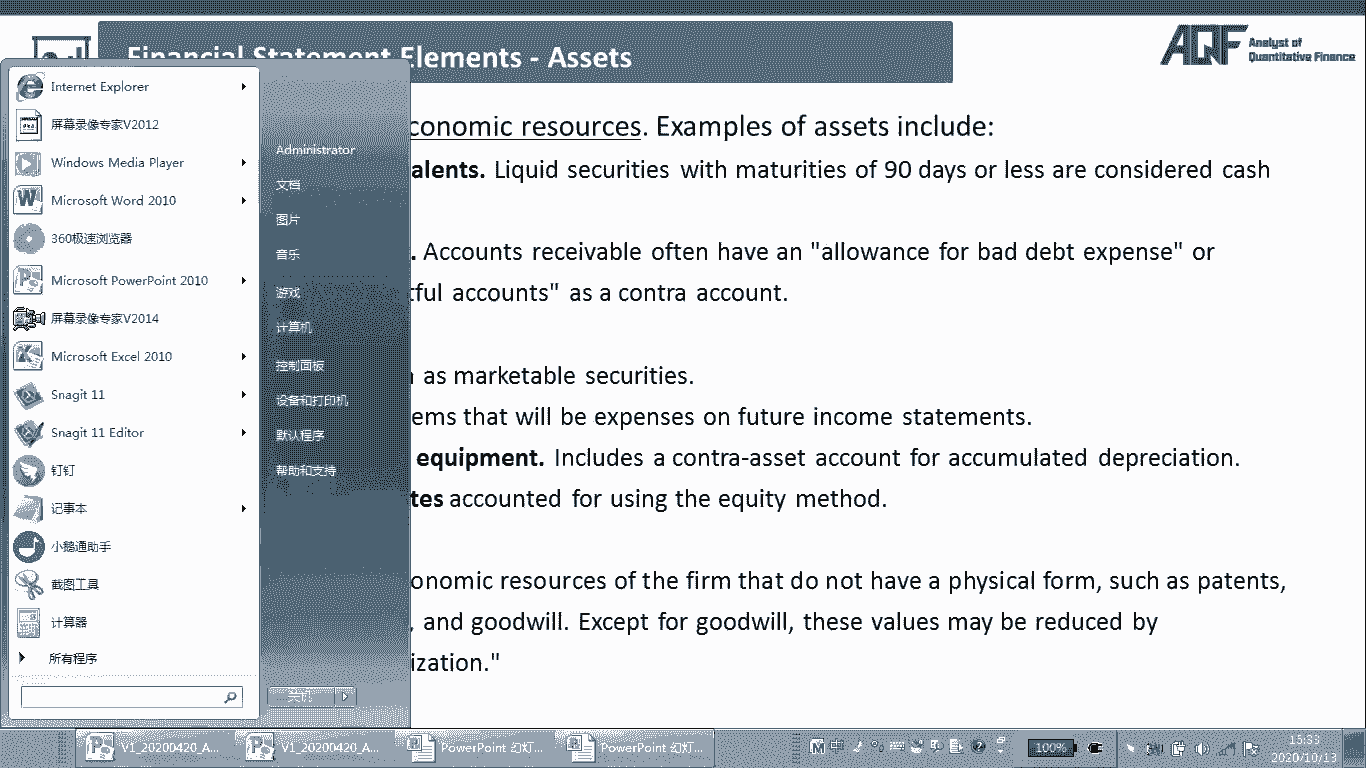 Financial Statement Elements - Assets
AQF Analyst of
Quantitative Finance
conomic resources. Examples of assets include:
alents. Liquid securities with maturities of 90 days or less are considered cash
. Accounts receivable often have an "allowance for bad debt expense" or
tful accounts" as a contra account.
as marketable securities.
ems that will be expenses on future income statements.
equipment. Includes a contra-asset account for accumulated depreciation.
tes accounted for using the equity method.
onomic resources of the firm that do not have a physical form, such as patents,
, and goodwill. Except for goodwill, these values may be reduced by
ization."
Internet Explorer
屏幕录像专家V2012
Windows Media Player
Microsoft Word 2010
360极速浏览器
Microsoft PowerPoint 2010
屏幕录像专家V2014
Microsoft Excel 2010
Snagit 11
Snagit 11 Editor
钉钉
记事本
小鹅通助手
截图工具
计算器
所有程序
Administrator
文档
图片
音乐
游戏
计算机
控制面板
设备和打印机
默认程序
帮助和支持
关机
V1_20200420_A...
V1_20200420_A...
PowerPoint 幻灯...
PowerPoint 幻灯...
中
100%
15:33
2020/10/13